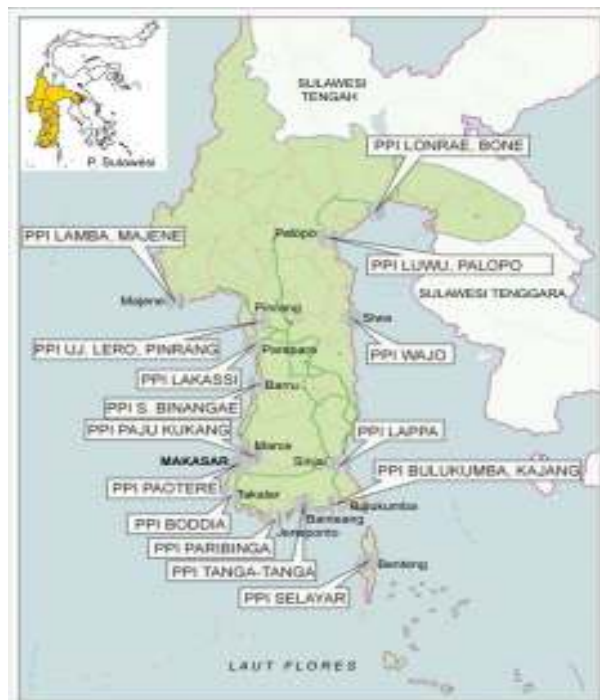 P. Sulawesi
SULAWESI
TENGAH
PPI LONRAE, BONE
PPI LAMBA, MAJENE
Palopo
PPI LUWU, PALOPO
SULAWESI TENGGARA
Majene
Pinrang
PPI UJ. LERO, PINRANG
PPI WAJO
PPI LAKASSI
Barru
PPI S. BINANGAE
PPI PAJU KUKANG
PPI LAPPA
Maros
MAKASAR
Sinjai
PPI BULUKUMBA, KAJANG
PPI PAOTERE
Takalar
Bulukumba
PPI BODDIA
Bantaeng
PPI PARIBINGA
Jeneponto
PPI TANGA-TANGA
Benteng
PPI SELAYAR
LAUT FLORES